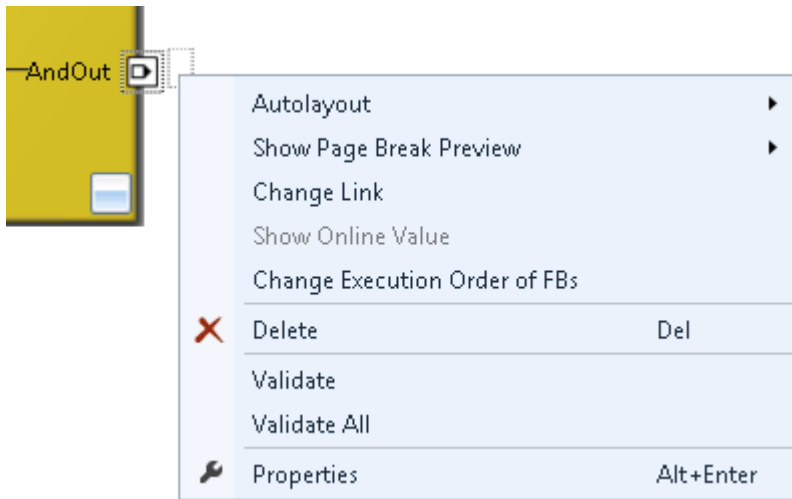 AndOut
Autolayout
Show Page Break Preview
Change Link
Show Online Value
Change Execution Order of FBs
Delete Del
Validate
Validate All
Properties Alt+Enter